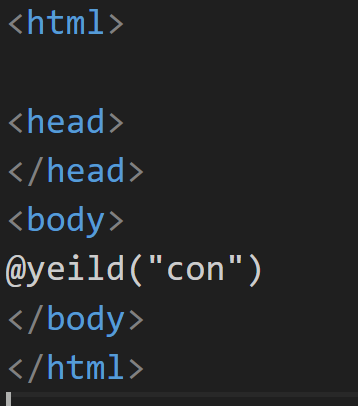 <html>
<head>
</head>
<body>
@yeild("con")
</body>
</html>